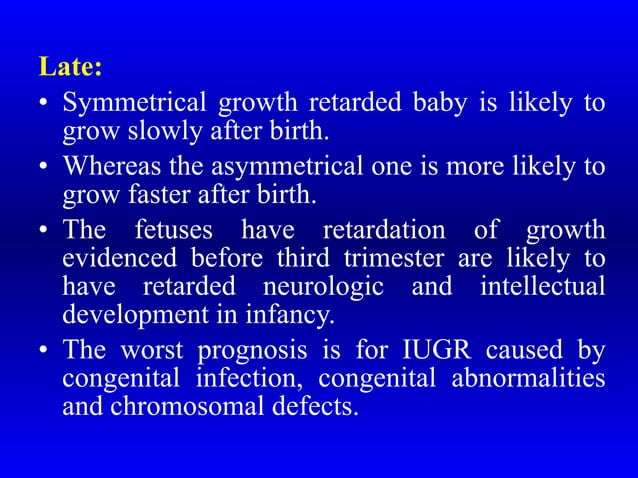 Late:
• Symmetrical growth retarded baby is likely to
grow slowly after birth.
• Whereas the asymmetrical one is more likely to
grow faster after birth.
• The fetuses have retardation of growth
evidenced before third trimester are likely to
have retarded neurologic and intellectual
development in infancy.
• The worst prognosis is for IUGR caused by
congenital infection, congenital abnormalities
and chromosomal defects.